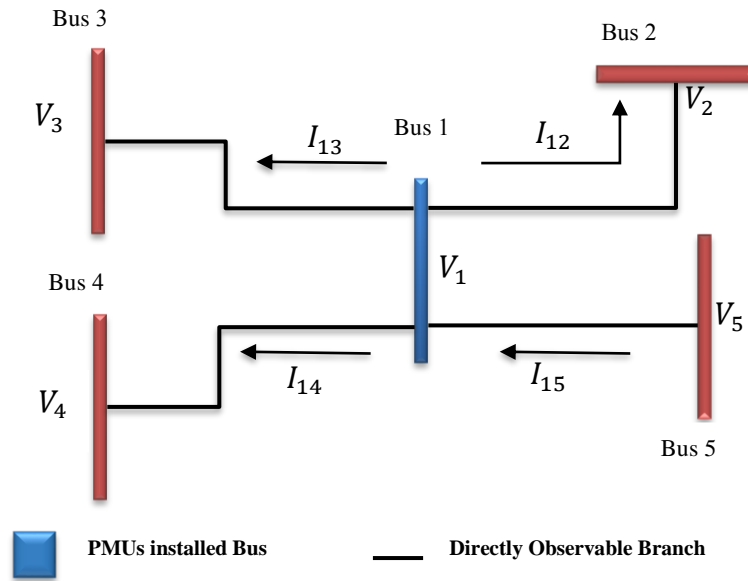 Bus 3
Bus 2
V₃
Bus 1
V₂
I₁₃
I₁₂
Bus 4
V₁
V₅
I₁₄
I₁₅
V₄
Bus 5
PMUs installed Bus
Directly Observable Branch